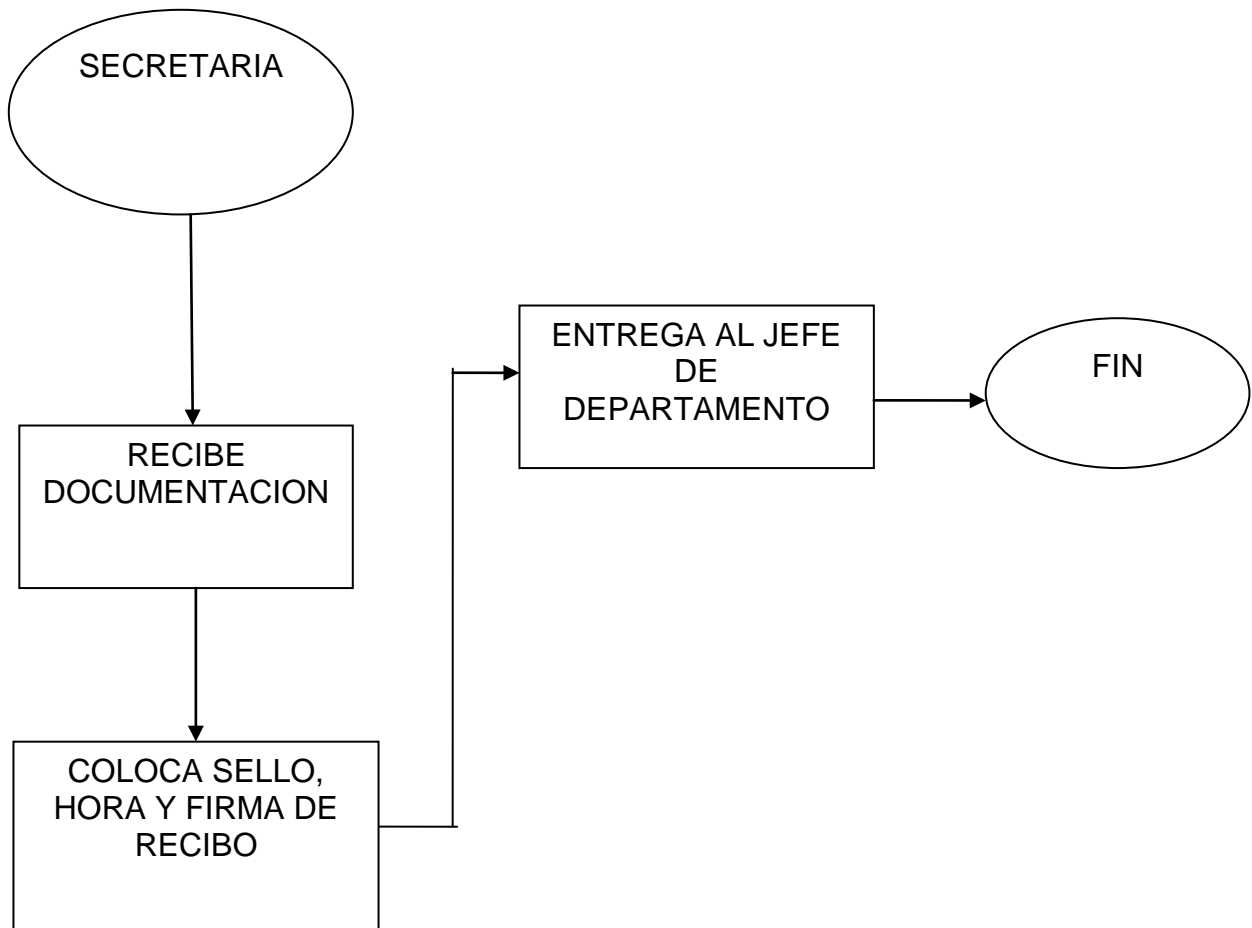 SECRETARIA
RECIBE
DOCUMENTACION
COLOCA SELLO,
HORA Y FIRMA DE
RECIBO
ENTREGA AL JEFE
DE
DEPARTAMENTO
FIN